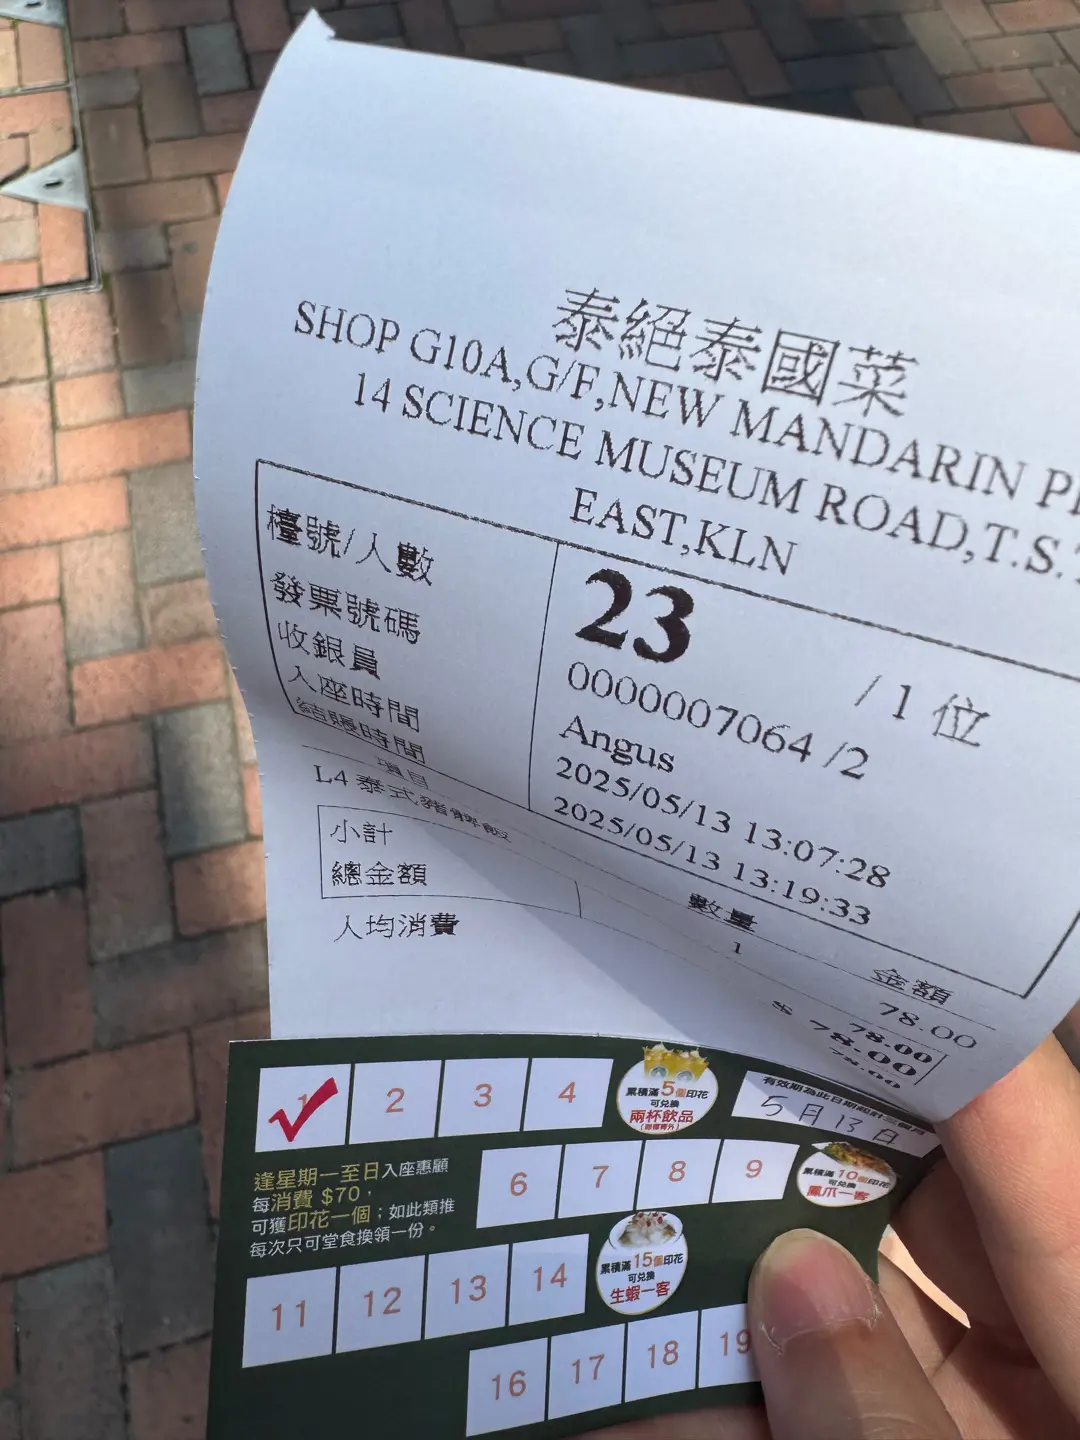 泰絕泰國菜
SHOP G10A,G/F,NEW MANDARIN
14 SCIENCE MUSEUM ROAD,T.S.T
EAST,KLN
檯號/人數 23 /1 位
發票號碼 0000007064 /2
收銀員 Angus
入座時間 2025/05/13 13:07:28
結賬時間 2025/05/13 13:19:33
項目 數量 金額
L4 泰式豬髀飯 1 78.00
小計 $ 78.00
總金額 78.00
人均消費 78.00
1 2 3 4
累積滿5個印花
可兌換
兩杯飲品
有效期為此日期起計三個月
5月13日
逢星期一至日入座惠顧
每消費 $70,
可獲印花一個;如此類推
每次只可堂食換領一份。
6 7 8 9
累積滿10個印花
可兌換
鳳爪一客
11 12 13 14
累積滿15個印花
可兌換
生蝦一客
16 17 18 19